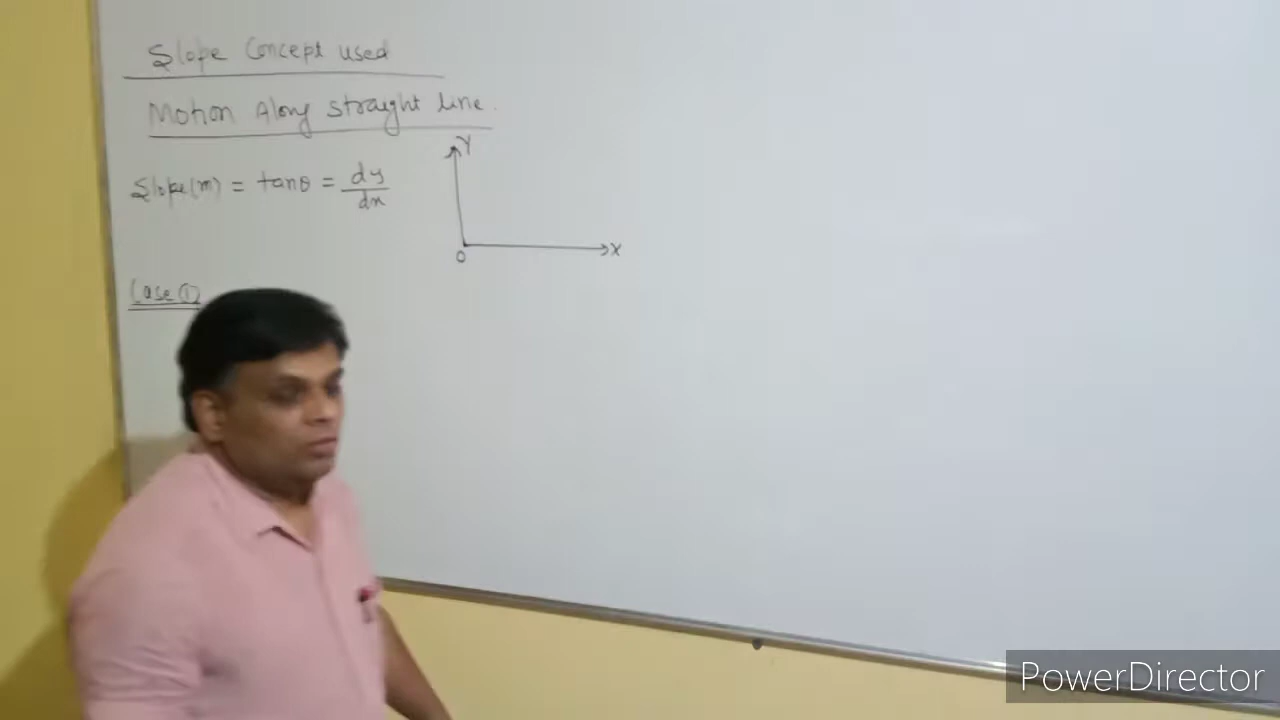 Slope Concept used
Motion Along straight line.
Slope(m) = tanθ = dy/dx
Y
O
X
Case ①
PowerDirector